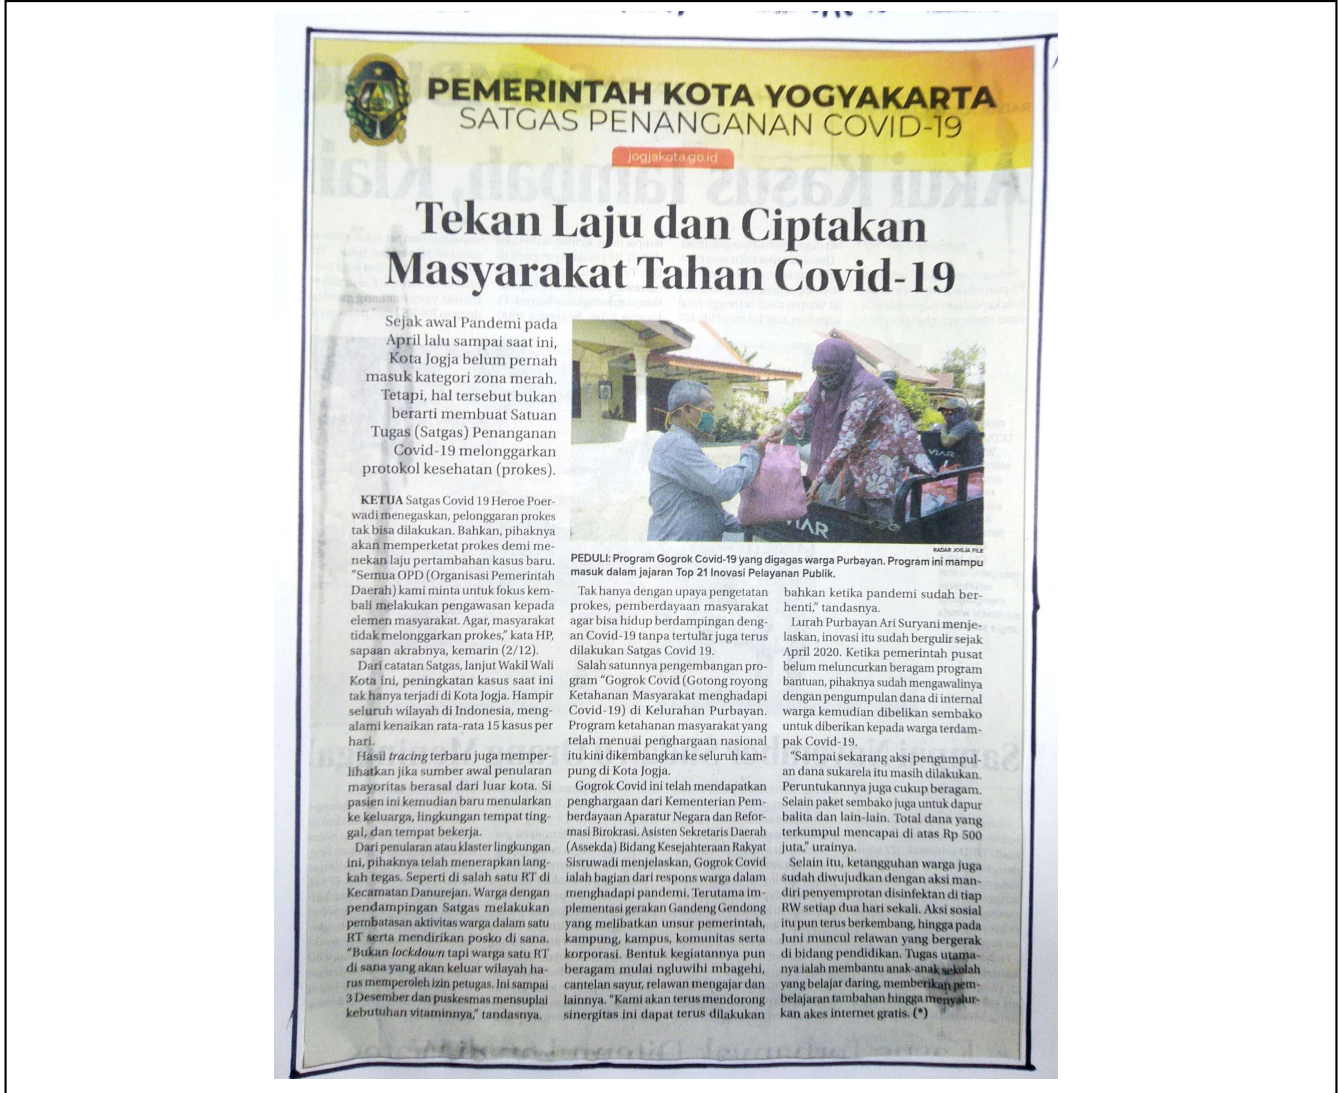 PEMERINTAH KOTA YOGYAKARTA
SATGAS PENANGANAN COVID-19
jogjakota.go.id
Tekan Laju dan Ciptakan
Masyarakat Tahan Covid-19
Sejak awal Pandemi pada
April lalu sampai saat ini,
Kota Jogja belum pernah
masuk kategori zona merah.
Tetapi, hal tersebut bukan
berarti membuat Satuan
Tugas (Satgas) Penanganan
Covid-19 melonggarkan
protokol kesehatan (prokes).
VIAR
VIAR
RADAR JOGJA FILE
PEDULI: Program Gogrok Covid-19 yang digagas warga Purbayan. Program ini mampu
masuk dalam jajaran Top 21 Inovasi Pelayanan Publik.
KETUA Satgas Covid 19 Heroe Poer-
wadi menegaskan, pelonggaran prokes
tak bisa dilakukan. Bahkan, pihaknya
akan memperketat prokes demi me-
nekan laju pertambahan kasus baru.
"Semua OPD (Organisasi Pemerintah
Daerah) kami minta untuk fokus kem-
bali melakukan pengawasan kepada
elemen masyarakat. Agar, masyarakat
tidak melonggarkan prokes," kata HP,
sapaan akrabnya, kemarin (2/12).
Dari catatan Satgas, lanjut Wakil Wali
Kota ini, peningkatan kasus saat ini
tak hanya terjadi di Kota Jogja. Hampir
seluruh wilayah di Indonesia, meng-
alami kenaikan rata-rata 15 kasus per
hari.
Hasil tracing terbaru juga memper-
lihatkan jika sumber awal penularan
mayoritas berasal dari luar kota. Si
pasien ini kemudian baru menularkan
ke keluarga, lingkungan tempat ting-
gal, dan tempat bekerja.
Dari penularan atau klaster lingkungan
ini, pihaknya telah menerapkan lang-
kah tegas. Seperti di salah satu RT di
Kecamatan Danurejan. Warga dengan
pendampingan Satgas melakukan
pembatasan aktivitas warga dalam satu
RT serta mendirikan posko di sana.
"Bukan lockdown tapi warga satu RT
di sana yang akan keluar wilayah ha-
rus memperoleh izin petugas. Ini sampai
3 Desember dan puskesmas mensuplai
kebutuhan vitaminnya," tandasnya.
Tak hanya dengan upaya pengetatan
prokes, pemberdayaan masyarakat
agar bisa hidup berdampingan deng-
an Covid-19 tanpa tertular juga terus
dilakukan Satgas Covid 19.
Salah satunnya pengembangan pro-
gram "Gogrok Covid (Gotong royong
Ketahanan Masyarakat menghadapi
Covid-19) di Kelurahan Purbayan.
Program ketahanan masyarakat yang
telah menuai penghargaan nasional
itu kini dikembangkan ke seluruh kam-
pung di Kota Jogja.
Gogrok Covid ini telah mendapatkan
penghargaan dari Kementerian Pem-
berdayaan Aparatur Negara dan Refor-
masi Birokrasi. Asisten Sekretaris Daerah
(Assekda) Bidang Kesejahteraan Rakyat
Sisruwadi menjelaskan, Gogrok Covid
ialah bagian dari respons warga dalam
menghadapi pandemi. Terutama im-
plementasi gerakan Gandeng Gendong
yang melibatkan unsur pemerintah,
kampung, kampus, komunitas serta
korporasi. Bentuk kegiatannya pun
beragam mulai ngluwihi mbagehi,
cantelan sayur, relawan mengajar dan
lainnya. "Kami akan terus mendorong
sinergitas ini dapat terus dilakukan
bahkan ketika pandemi sudah ber-
henti," tandasnya.
Lurah Purbayan Ari Suryani menje-
laskan, inovasi itu sudah bergulir sejak
April 2020. Ketika pemerintah pusat
belum meluncurkan beragam program
bantuan, pihaknya sudah mengawalinya
dengan pengumpulan dana di internal
warga kemudian dibelikan sembako
untuk diberikan kepada warga terdam-
pak Covid-19.
"Sampai sekarang aksi pengumpul-
an dana sukarela itu masih dilakukan.
Peruntukannya juga cukup beragam.
Selain paket sembako juga untuk dapur
balita dan lain-lain. Total dana yang
terkumpul mencapai di atas Rp 500
juta," urainya.
Selain itu, ketangguhan warga juga
sudah diwujudkan dengan aksi man-
diri penyemprotan disinfektan di tiap
RW setiap dua hari sekali. Aksi sosial
itu pun terus berkembang, hingga pada
Juni muncul relawan yang bergerak
di bidang pendidikan. Tugas utama-
nya ialah membantu anak-anak sekolah
yang belajar daring, memberikan pem-
belajaran tambahan hingga menyalur-
kan akes internet gratis. (*)